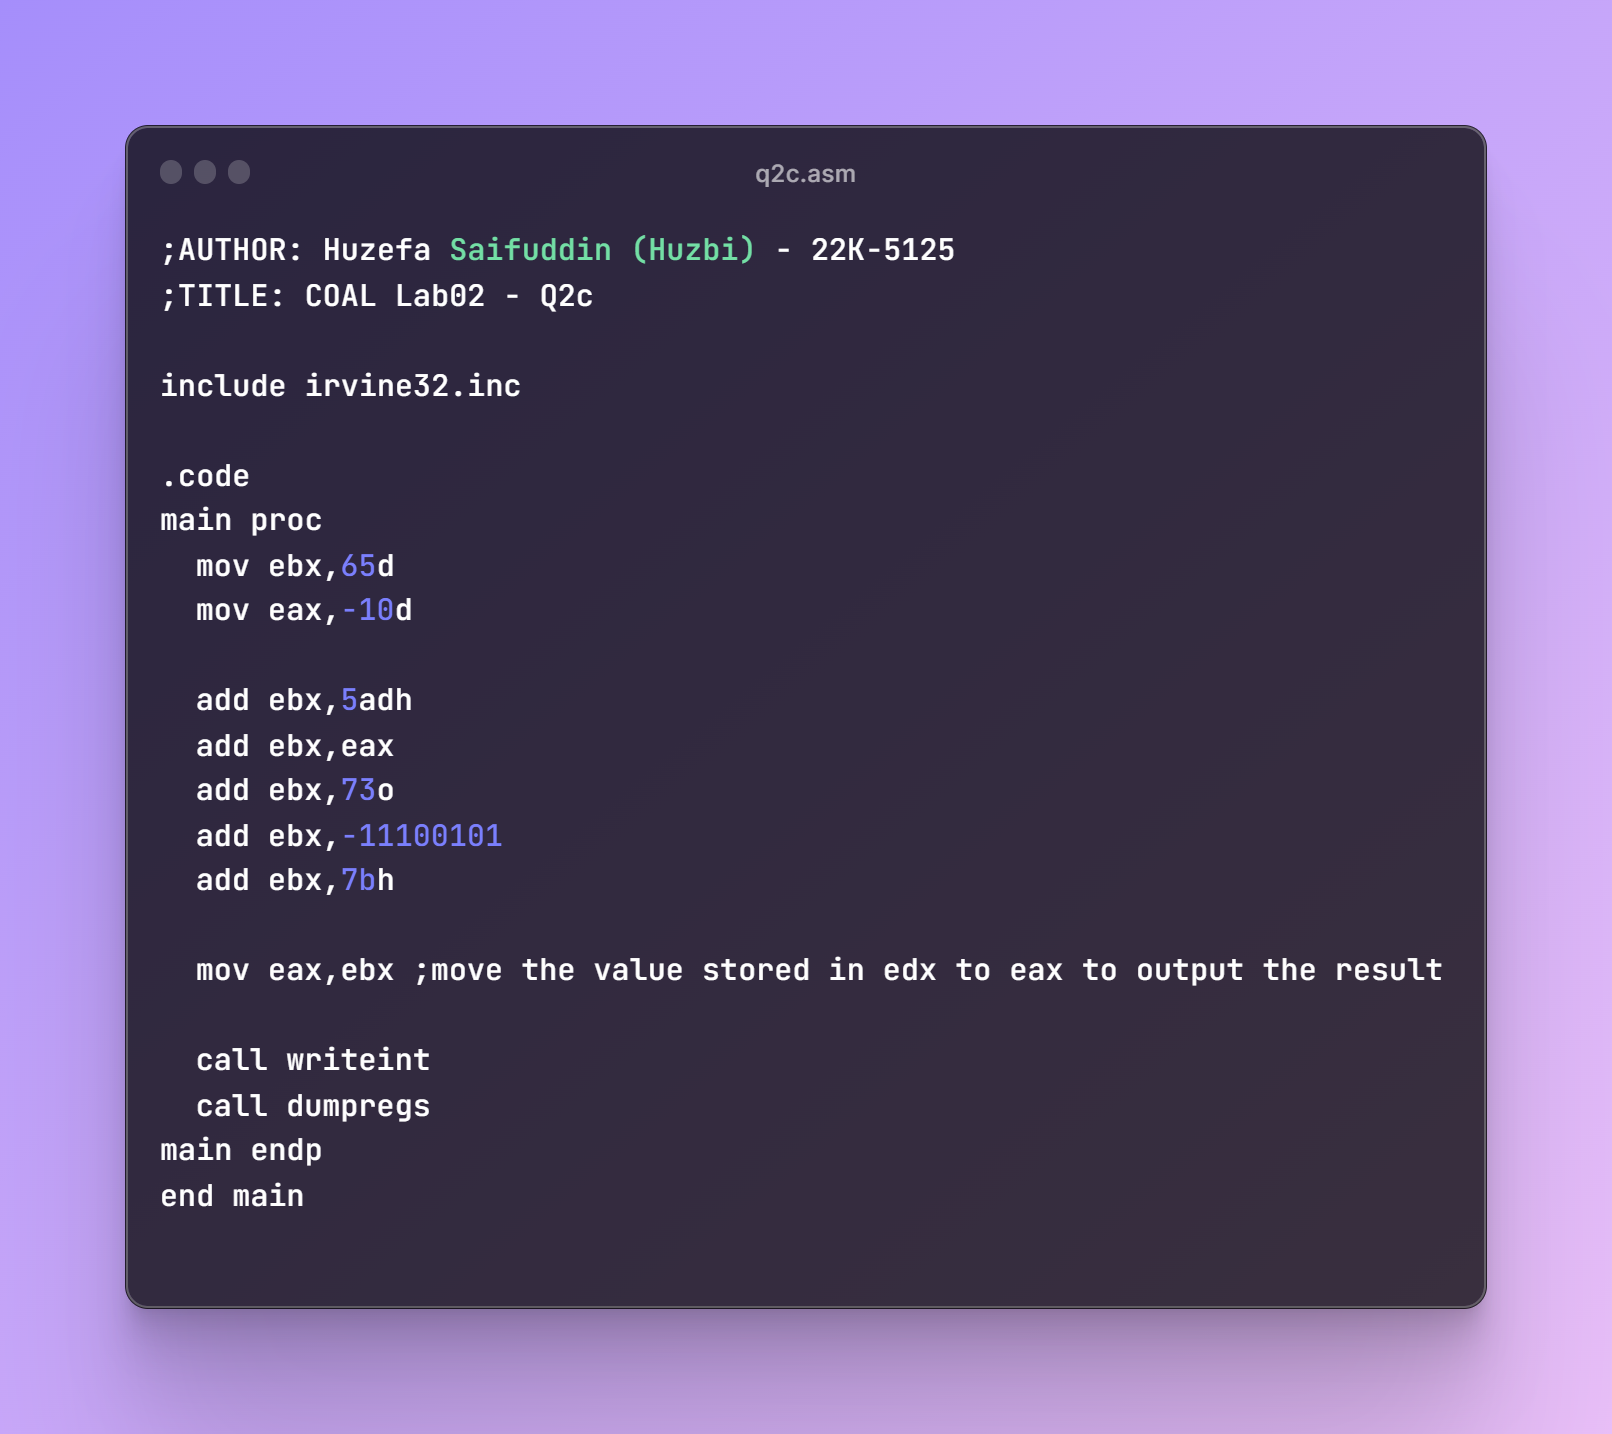 q2c.asm
;AUTHOR: Huzefa Saifuddin (Huzbi) - 22K-5125
;TITLE: COAL Lab02 - Q2c
include irvine32.inc
.code
main proc
mov ebx,65d
mov eax,-10d
add ebx,5adh
add ebx,eax
add ebx,73o
add ebx,-11100101
add ebx,7bh
mov eax,ebx ;move the value stored in edx to eax to output the result
call writeint
call dumpregs
main endp
end main